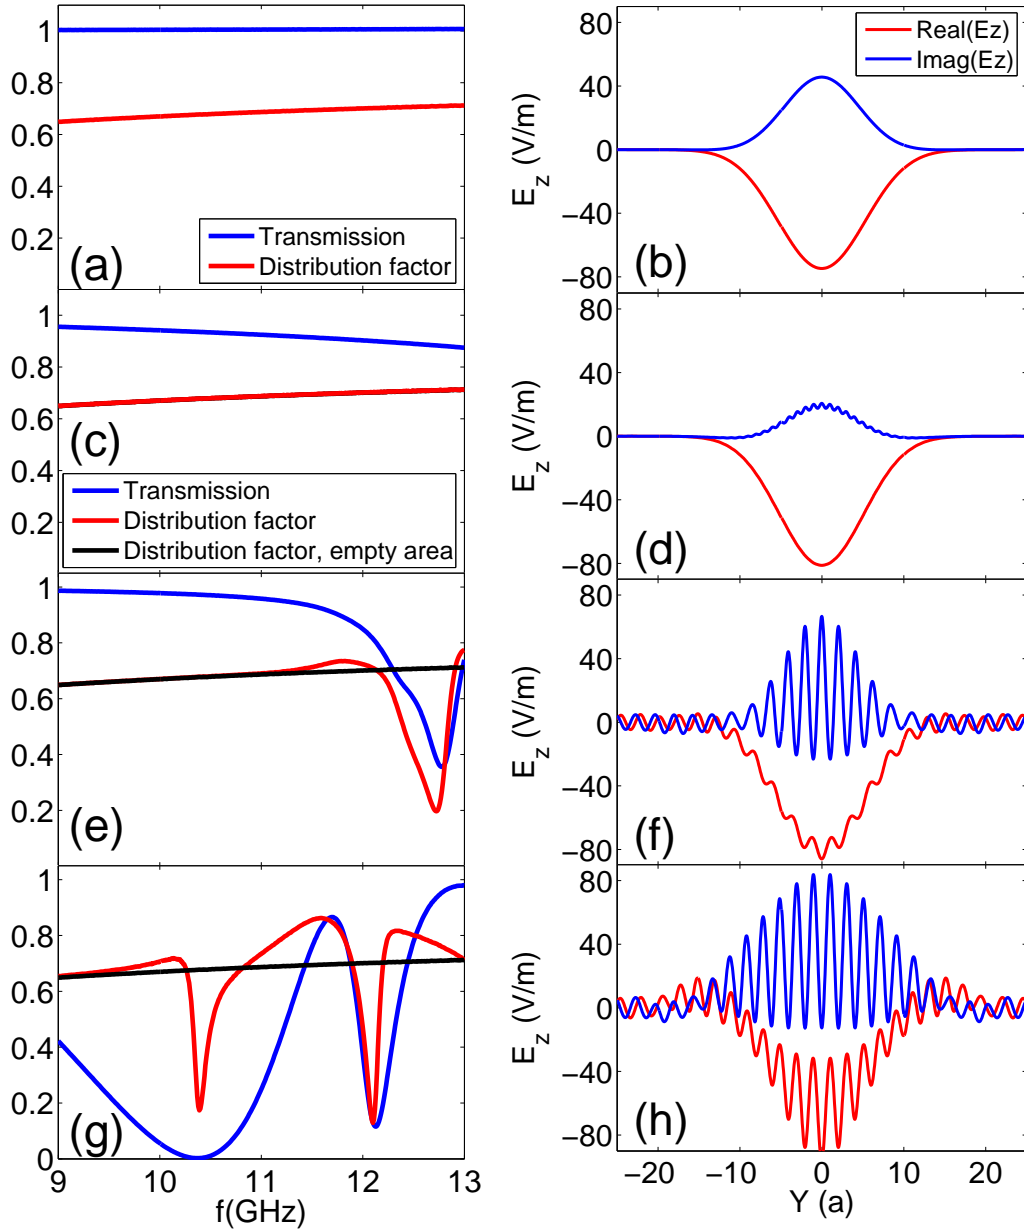 1
0.8
0.6
0.4
0.2
(a)
Transmission
Distribution factor
80
40
0
−40
−80
E_z (V/m)
Real(Ez)
Imag(Ez)
(b)
1
0.8
0.6
0.4
0.2
(c)
Transmission
Distribution factor
Distribution factor, empty area
80
40
0
−40
−80
E_z (V/m)
(d)
1
0.8
0.6
0.4
0.2
(e)
80
40
0
−40
−80
E_z (V/m)
(f)
1
0.8
0.6
0.4
0.2
0
(g)
9 10 11 12 13
f(GHz)
80
40
0
−40
−80
E_z (V/m)
(h)
−20 −10 0 10 20
Y (a)